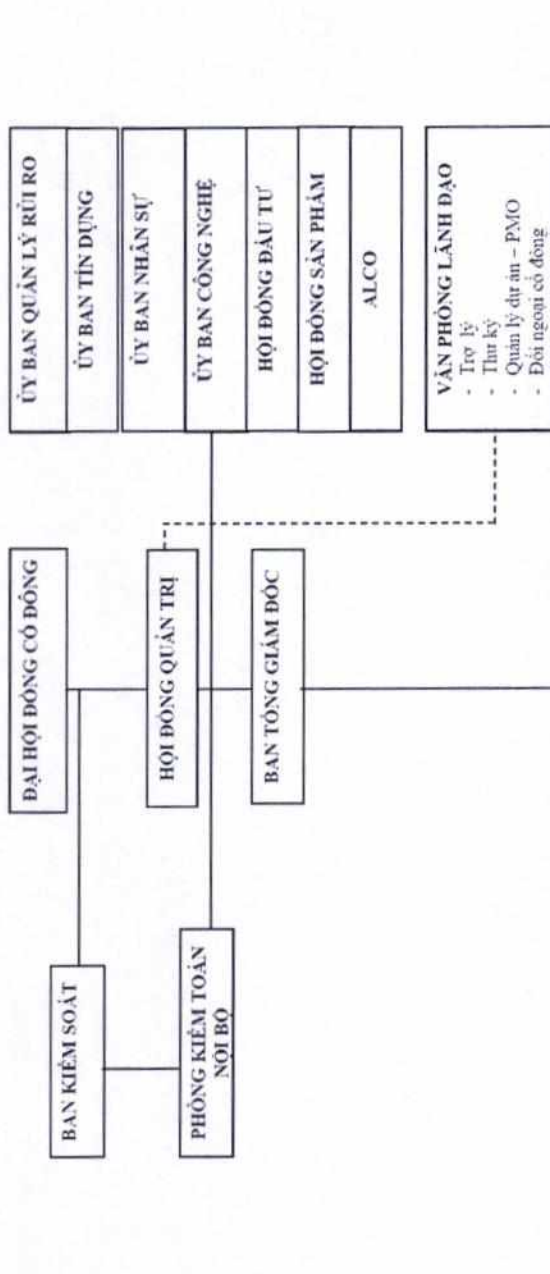 ĐẠI HỘI ĐỒNG CỔ ĐÔNG
BAN KIỂM SOÁT
HỘI ĐỒNG QUẢN TRỊ
PHÒNG KIỂM TOÁN
NỘI BỘ
BAN TỔNG GIÁM ĐỐC
ỦY BAN QUẢN LÝ RỦI RO
ỦY BAN TÍN DỤNG
ỦY BAN NHÂN SỰ
ỦY BAN CÔNG NGHỆ
HỘI ĐỒNG ĐẦU TƯ
HỘI ĐỒNG SẢN PHẨM
ALCO
VĂN PHÒNG LÃNH ĐẠO
- Trợ lý
- Thư ký
- Quản lý dự án – PMO
- Đối ngoại cổ đông